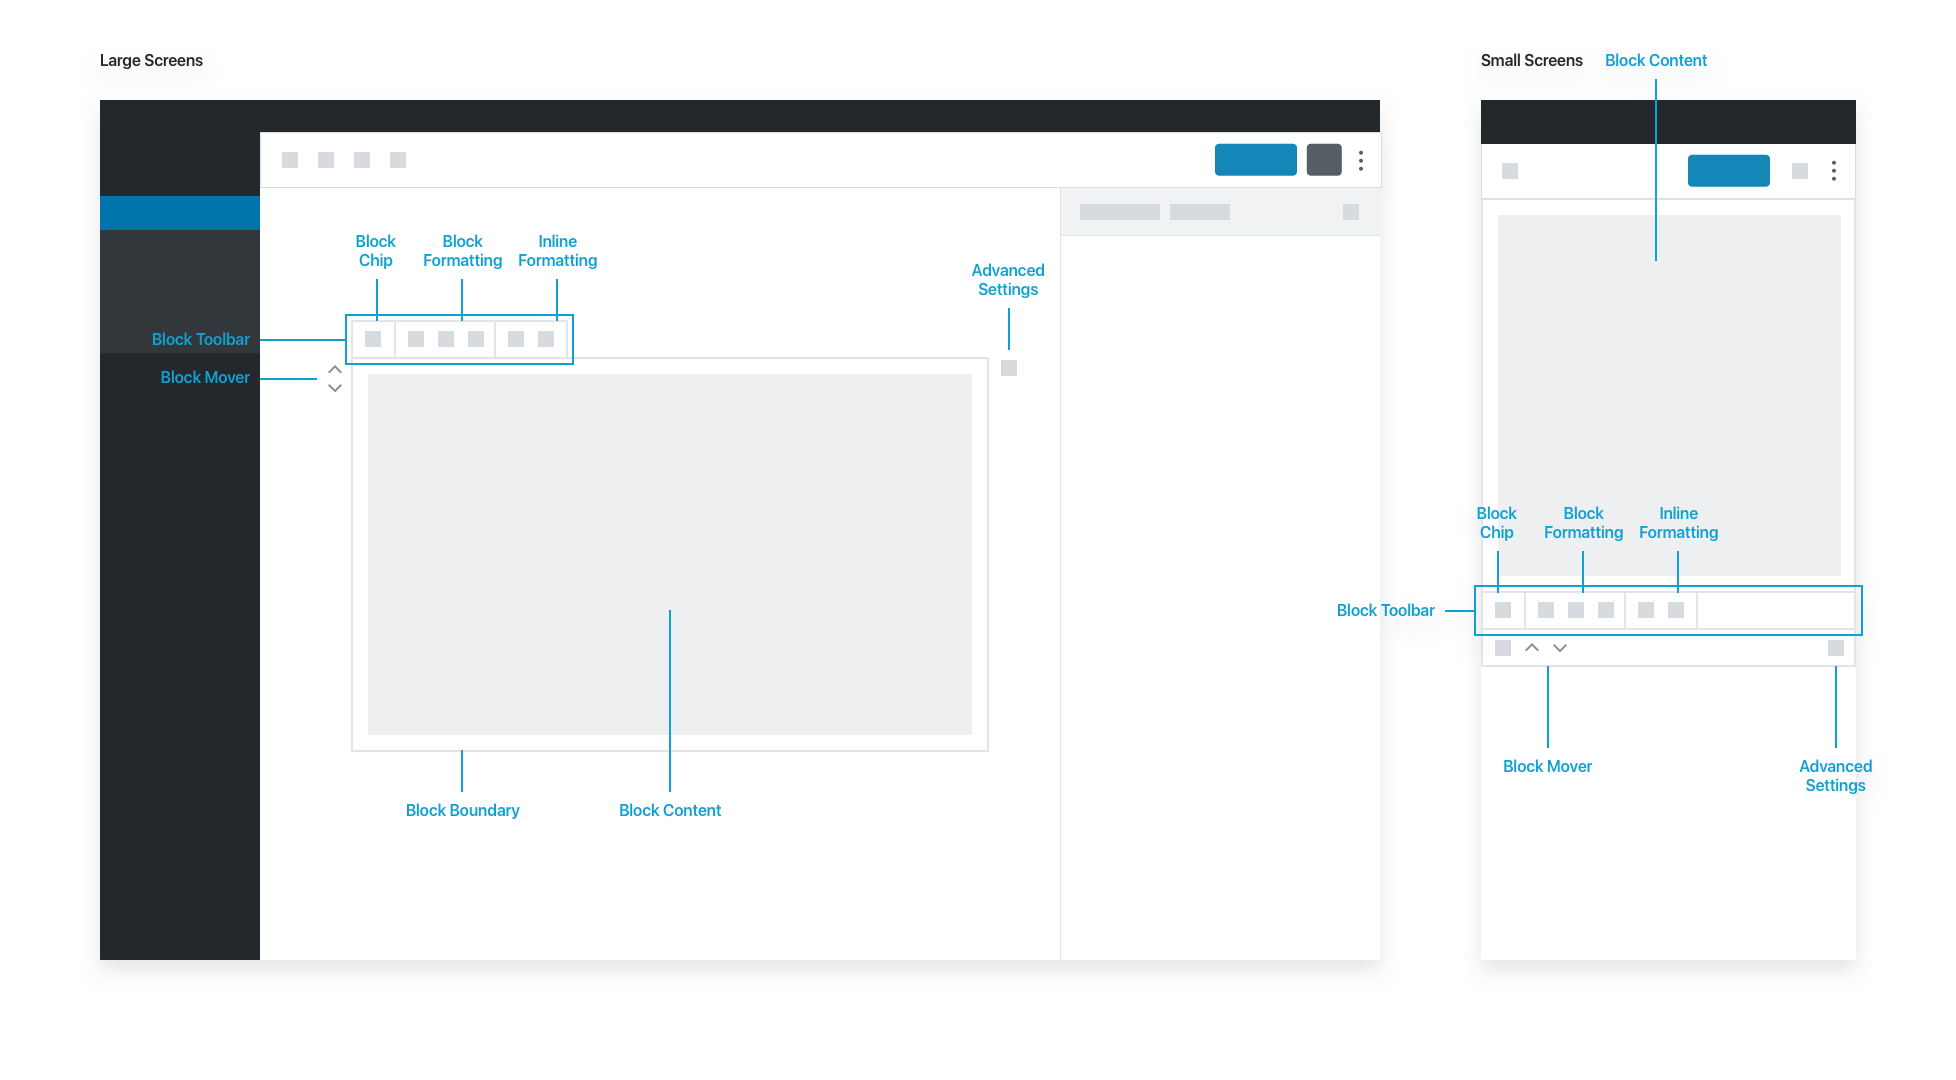 Large Screens
Block
Chip
Block
Formatting
Inline
Formatting
Advanced
Settings
Block Toolbar
Block Mover
Block Boundary
Block Content
Small Screens
Block Content
Block
Chip
Block
Formatting
Inline
Formatting
Block Toolbar
Block Mover
Advanced
Settings